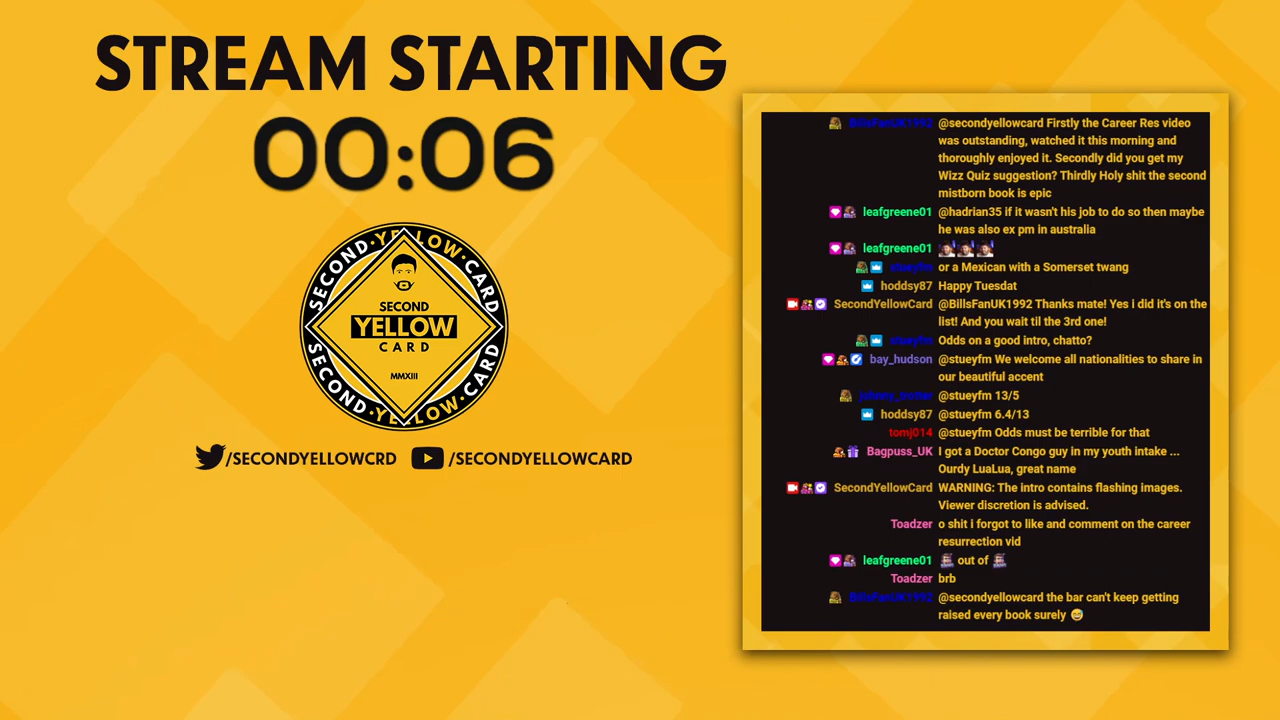 STREAM STARTING
00:06
SECOND·YELLOW·CARD
SECOND
YELLOW
CARD
MMXIII
SECOND·YELLOW·CARD
/SECONDYELLOWCRD /SECONDYELLOWCARD
BillsFanUK1992 @secondyellowcard Firstly the Career Res video
was outstanding, watched it this morning and
thoroughly enjoyed it. Secondly did you get my
Wizz Quiz suggestion? Thirdly Holy shit the second
mistborn book is epic
leafgreene01 @hadrian35 if it wasn't his job to do so then maybe
he was also ex pm in australia
leafgreene01
stueyfm or a Mexican with a Somerset twang
hoddsy87 Happy Tuesdat
SecondYellowCard @BillsFanUK1992 Thanks mate! Yes i did it's on the
list! And you wait til the 3rd one!
stueyfm Odds on a good intro, chatto?
bay_hudson @stueyfm We welcome all nationalities to share in
our beautiful accent
@stueyfm 13/5
hoddsy87 @stueyfm 6.4/13
tomj014 @stueyfm Odds must be terrible for that
Bagpuss_UK I got a Doctor Congo guy in my youth intake ...
Ourdy LuaLua, great name
SecondYellowCard WARNING: The intro contains flashing images.
Viewer discretion is advised.
Toadzer o shit i forgot to like and comment on the career
resurrection vid
leafgreene01 out of
Toadzer brb
BillsFanUK1992 @secondyellowcard the bar can't keep getting
raised every book surely 😅